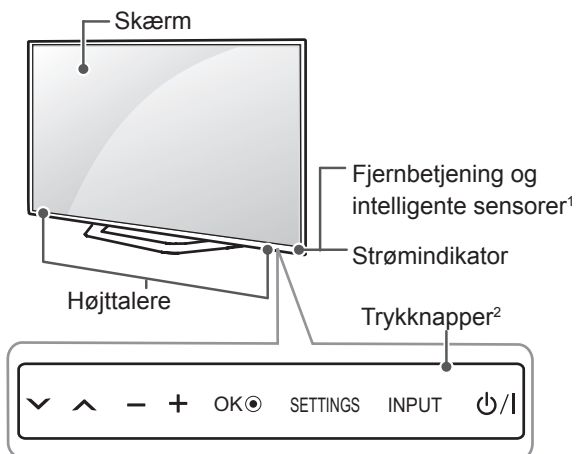 Skærm
Fjernbetjening og
intelligente sensorer¹
Strømindikator
Højttalere
Trykknapper²
− + OK⦿ SETTINGS INPUT ⏻/I